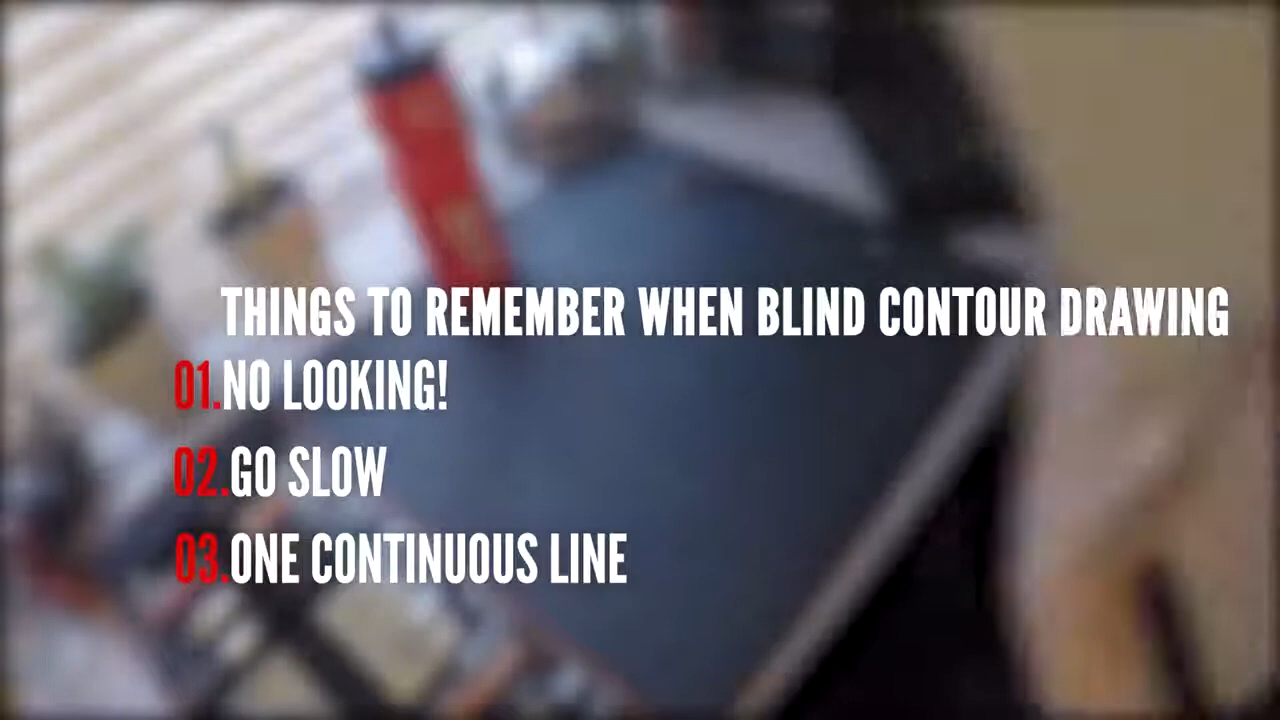 THINGS TO REMEMBER WHEN BLIND CONTOUR DRAWING
01.NO LOOKING!
02.GO SLOW
03.ONE CONTINUOUS LINE